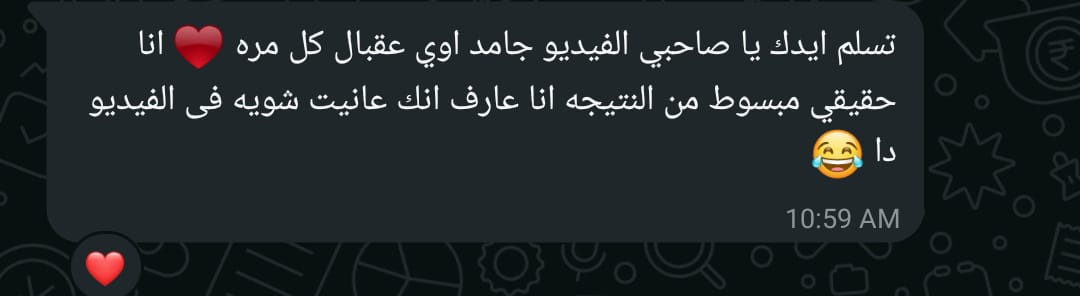 تسلم ايدك يا صاحبي الفيديو جامد اوي عقبال كل مره ❤️ انا
حقيقي مبسوط من النتيجه انا عارف انك عانيت شويه فى الفيديو
دا 😂
10:59 AM
❤️